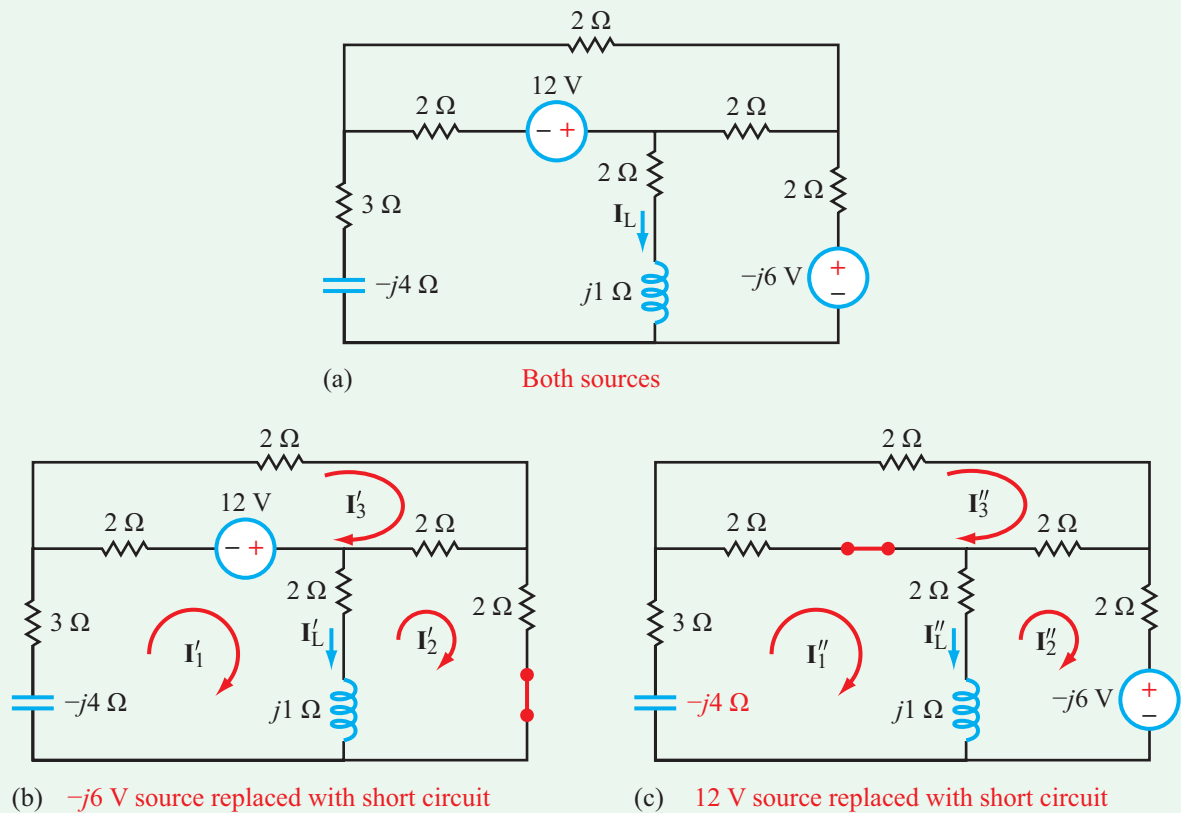 2 Ω
12 V
2 Ω
2 Ω
− +
2 Ω
2 Ω
3 Ω
I_L
−j4 Ω
j1 Ω
−j6 V
+
−
(a) Both sources
2 Ω
12 V
I′_3
2 Ω
2 Ω
− +
2 Ω
2 Ω
3 Ω
I′_1
I′_L
I′_2
−j4 Ω
j1 Ω
(b) −j6 V source replaced with short circuit
2 Ω
I″_3
2 Ω
2 Ω
2 Ω
2 Ω
3 Ω
I″_1
I″_L
I″_2
−j4 Ω
j1 Ω
−j6 V
+
−
(c) 12 V source replaced with short circuit